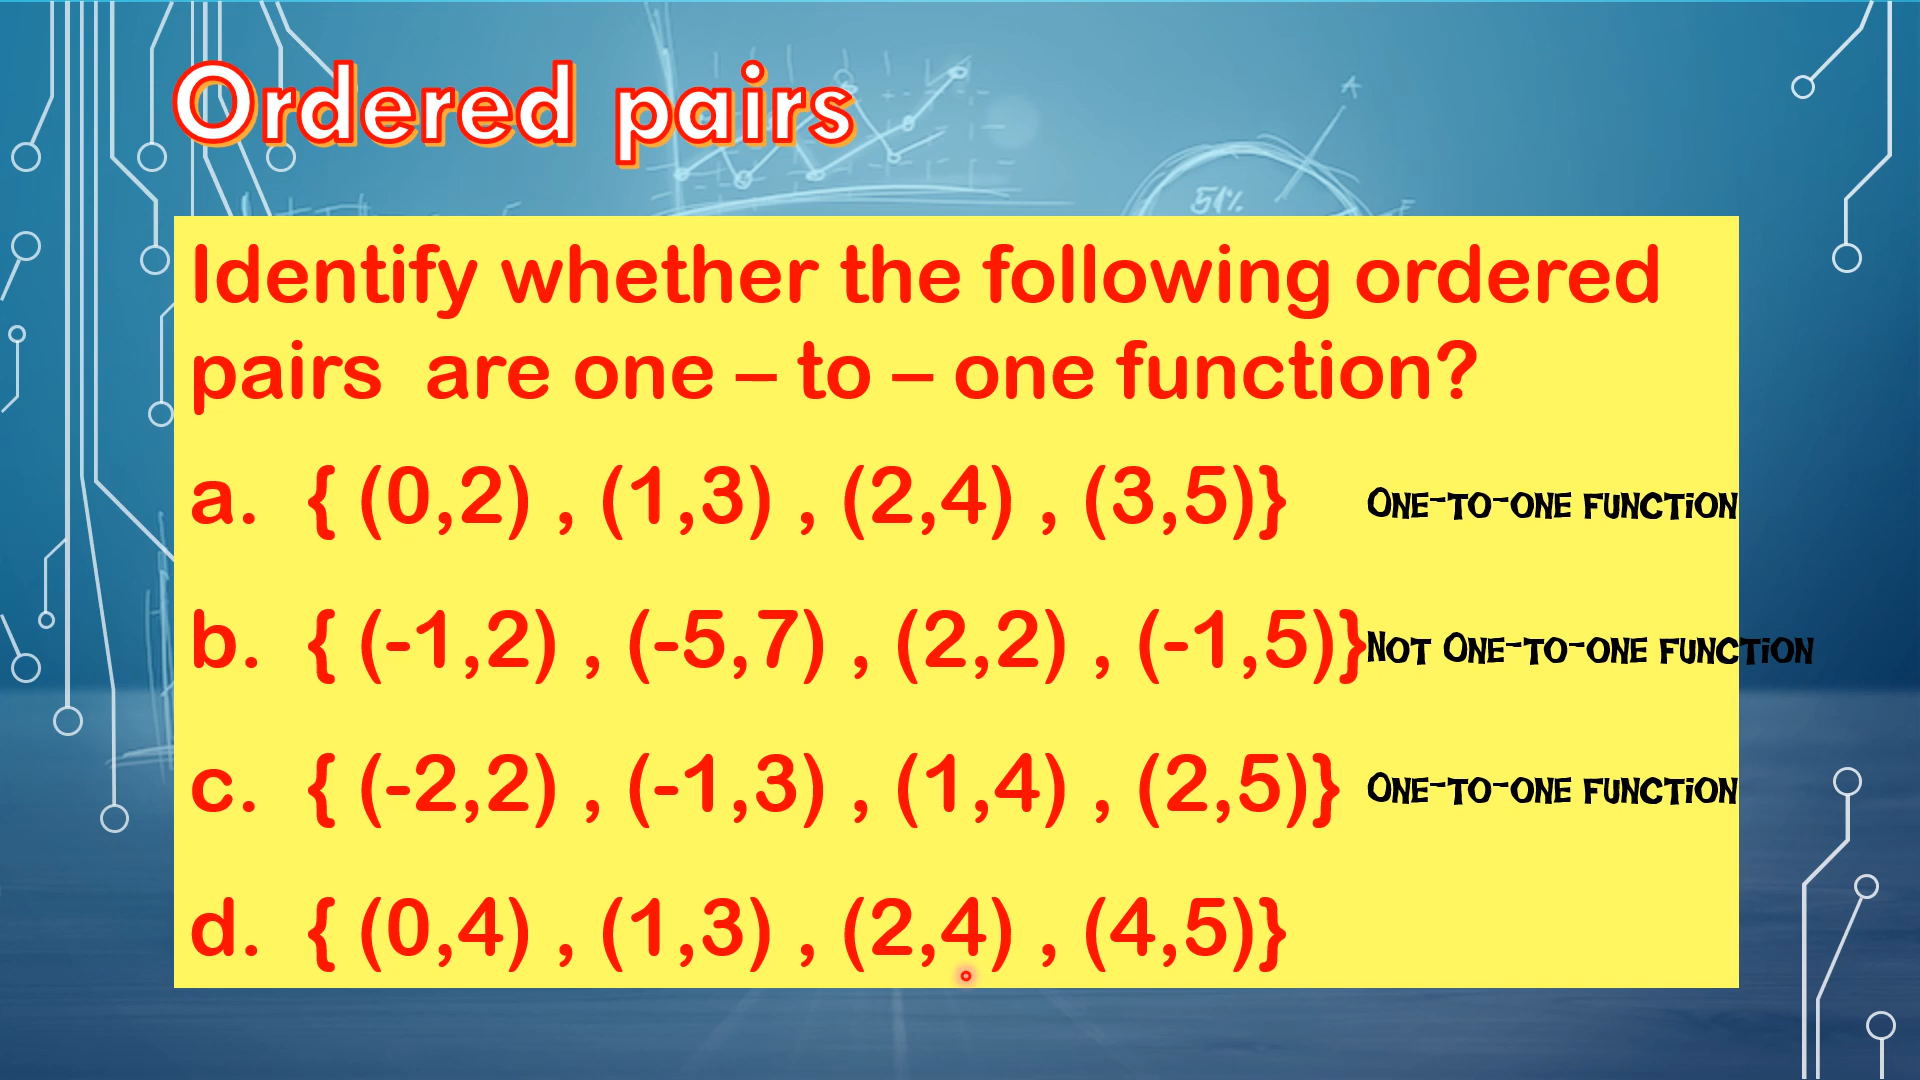 Ordered pairs
51%
Identify whether the following ordered
pairs are one – to – one function?
a. { (0,2) , (1,3) , (2,4) , (3,5)} One-to-one function
b. { (-1,2) , (-5,7) , (2,2) , (-1,5)} Not One-to-one function
c. { (-2,2) , (-1,3) , (1,4) , (2,5)} One-to-one function
d. { (0,4) , (1,3) , (2,4) , (4,5)}